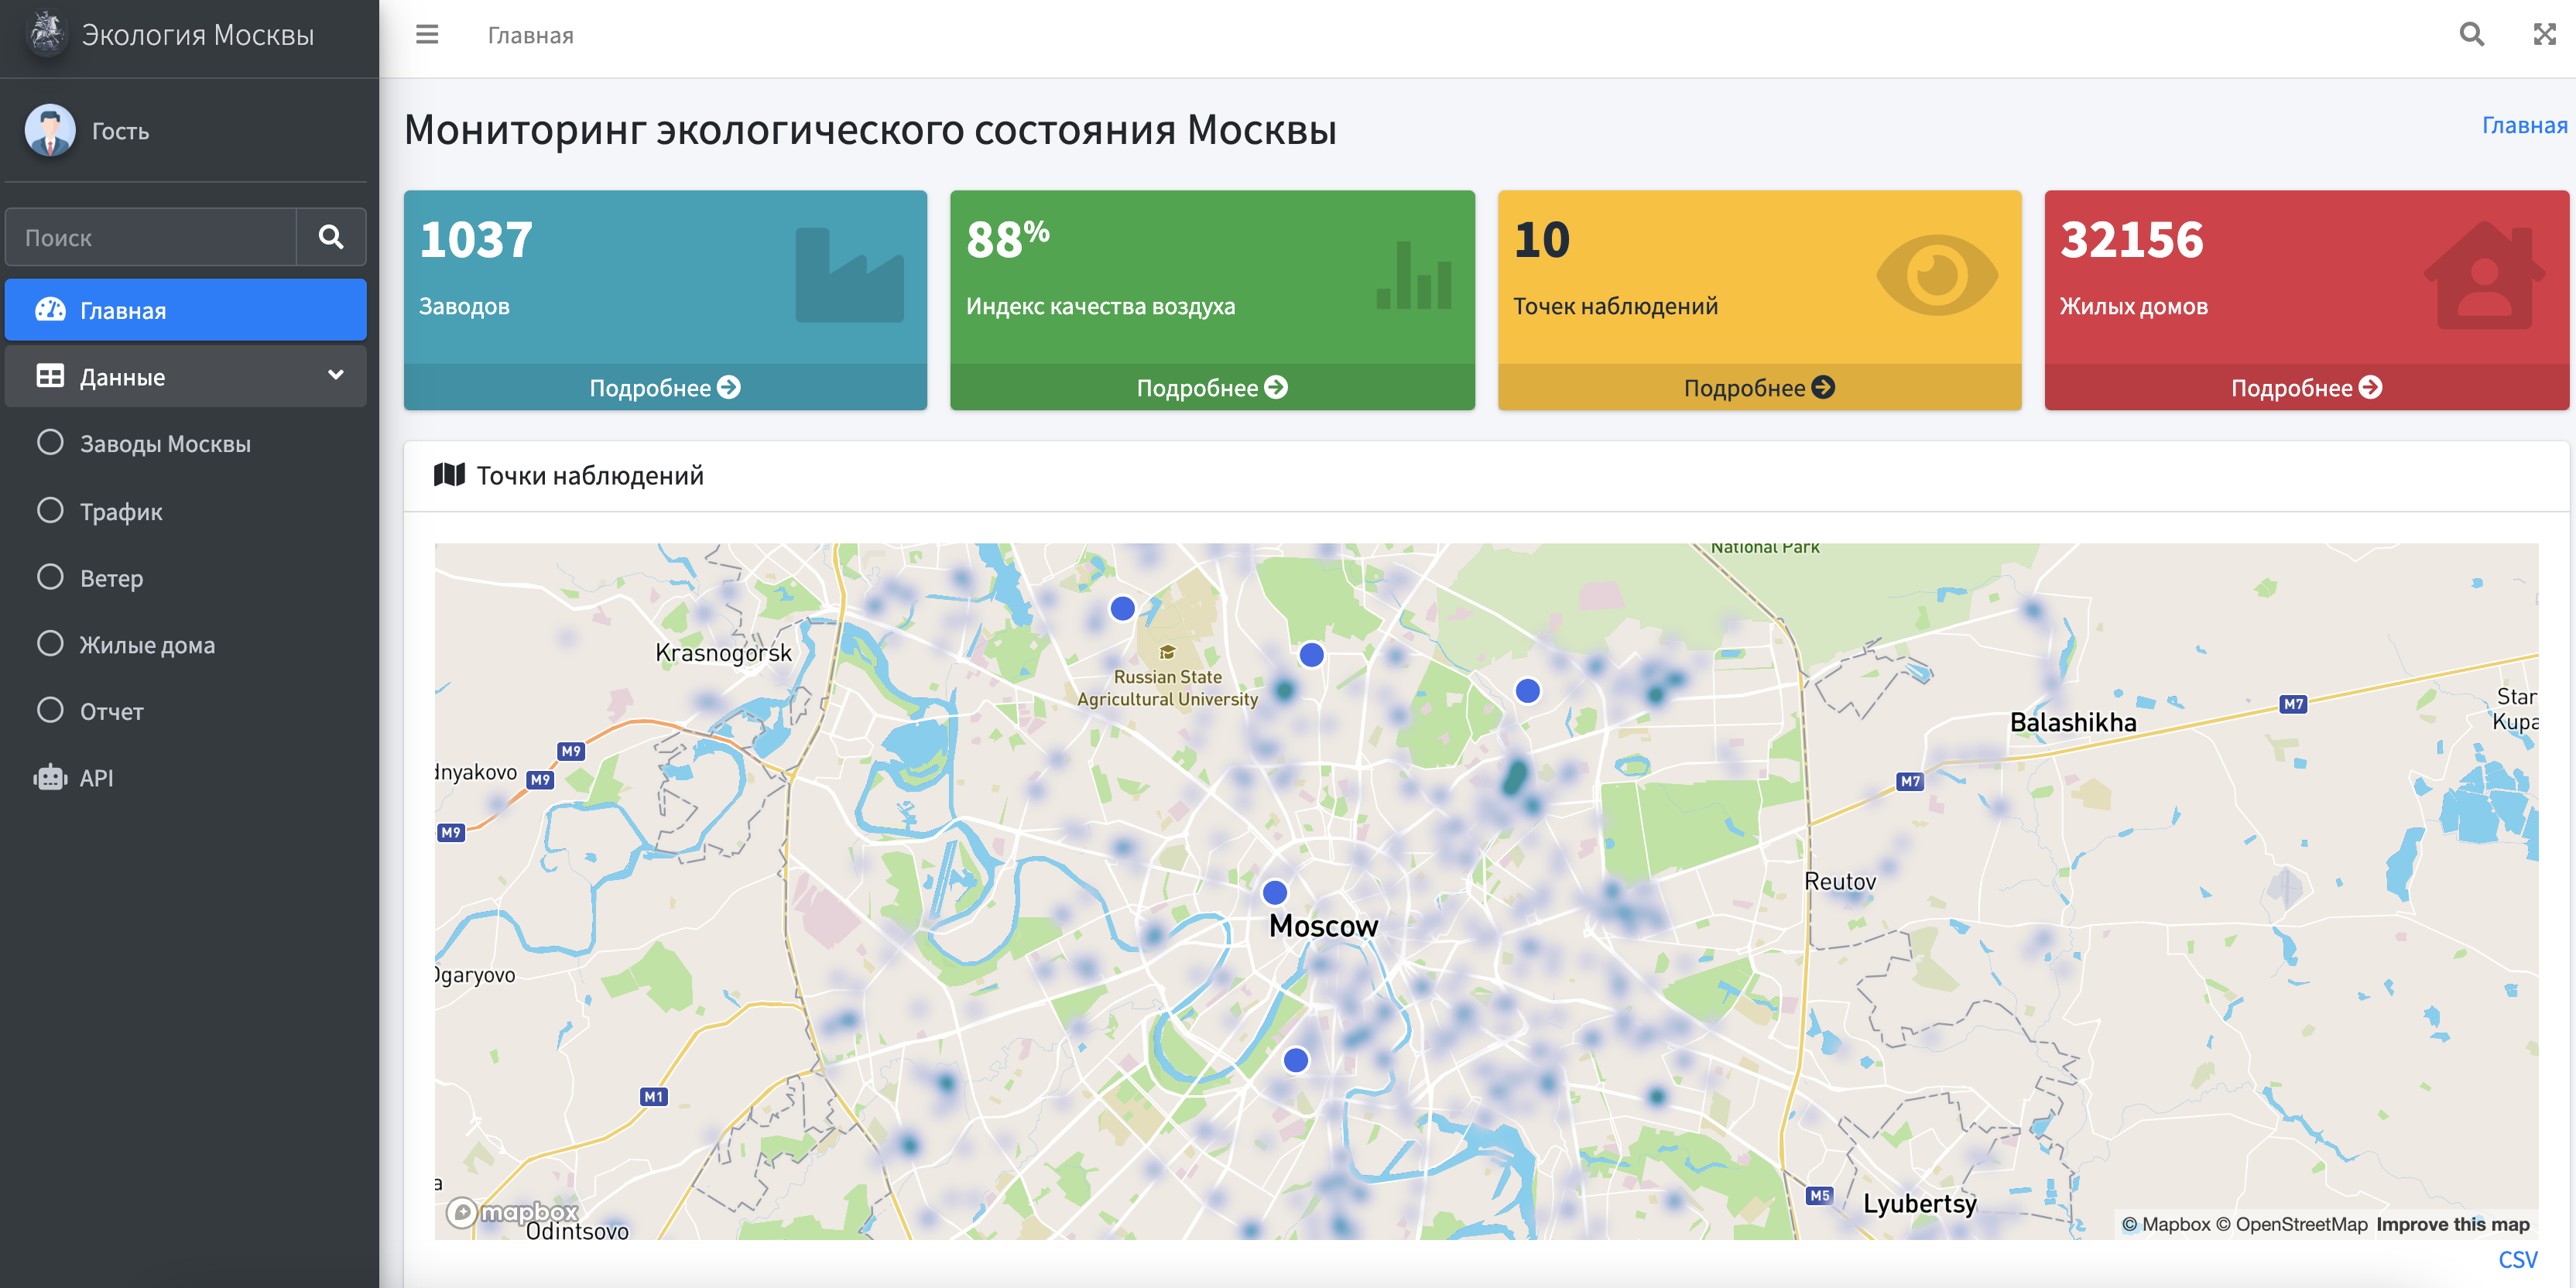 Экология Москвы
Главная
Гость
Поиск
Главная
Данные
Заводы Москвы
Трафик
Ветер
Жилые дома
Отчет
API
Мониторинг экологического состояния Москвы
Главная
1037
Заводов
Подробнее
88%
Индекс качества воздуха
Подробнее
10
Точек наблюдений
Подробнее
32156
Жилых домов
Подробнее
Точки наблюдений
National Park
Krasnogorsk
Russian State
Agricultural University
Star
Kupa
M7
Balashikha
M9
dnyakovo
M9
M7
M9
Reutov
Moscow
Ogaryovo
M1
a
M5
Lyubertsy
mapbox
Odintsovo
© Mapbox © OpenStreetMap Improve this map
CSV